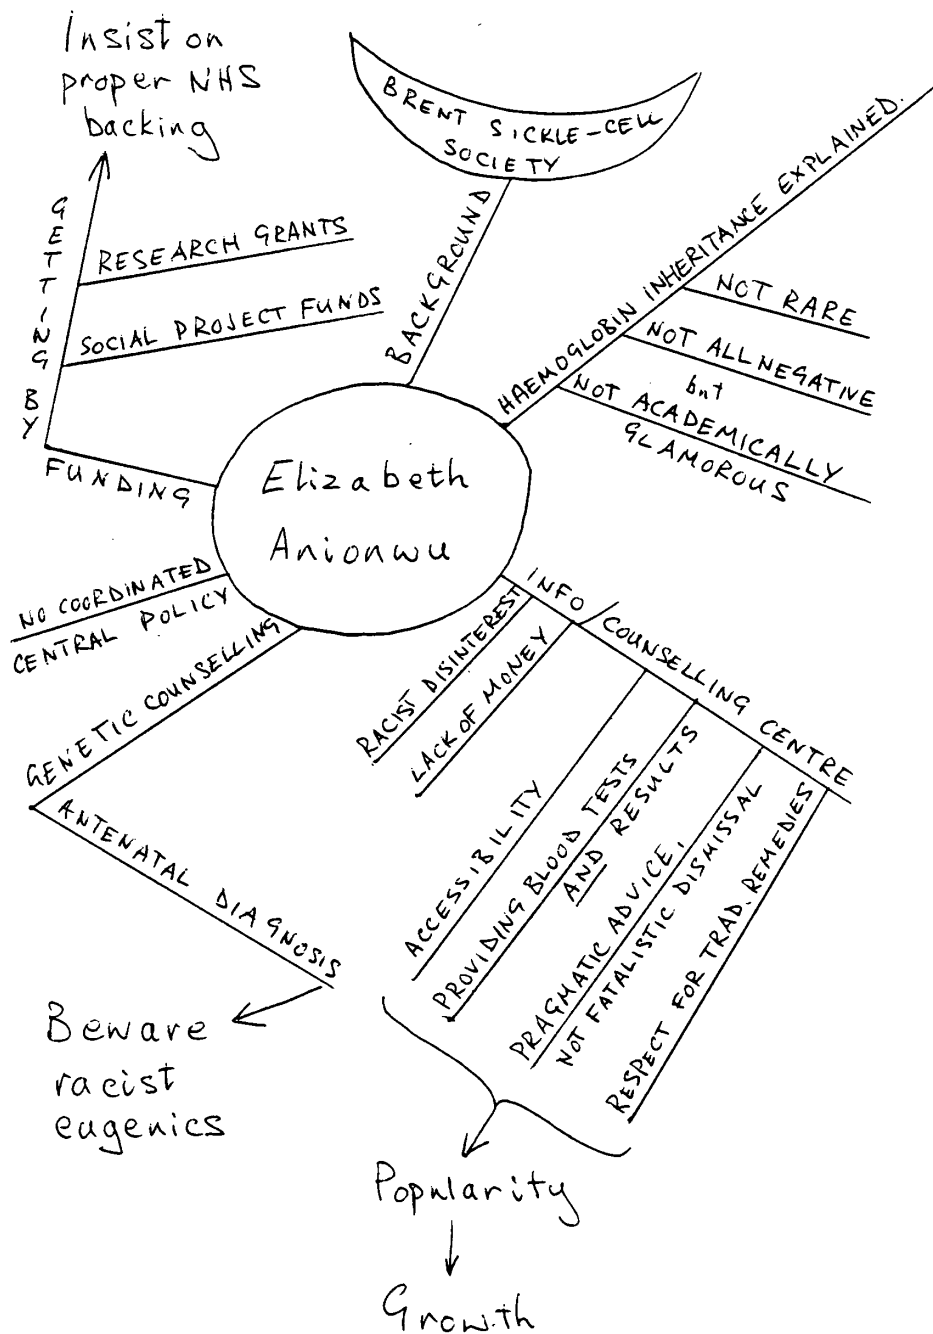 Insist on
proper NHS
backing
GETTING BY
RESEARCH GRANTS
SOCIAL PROJECT FUNDS
FUNDING
BRENT SICKLE-CELL
SOCIETY
BACKGROUND
HAEMOGLOBIN INHERITANCE EXPLAINED.
NOT RARE
NOT ALL NEGATIVE
but
NOT ACADEMICALLY
GLAMOROUS
Elizabeth
Anionwu
NO COORDINATED
CENTRAL POLICY
GENETIC COUNSELLING
ANTENATAL DIAGNOSIS
Beware
racist
eugenics
INFO/COUNSELLING CENTRE
RACIST DISINTEREST
LACK OF MONEY
ACCESSIBILITY
PROVIDING BLOOD TESTS
AND RESULTS
PRAGMATIC ADVICE,
NOT FATALISTIC DISMISSAL
RESPECT FOR TRAD. REMEDIES
Popularity
Growth